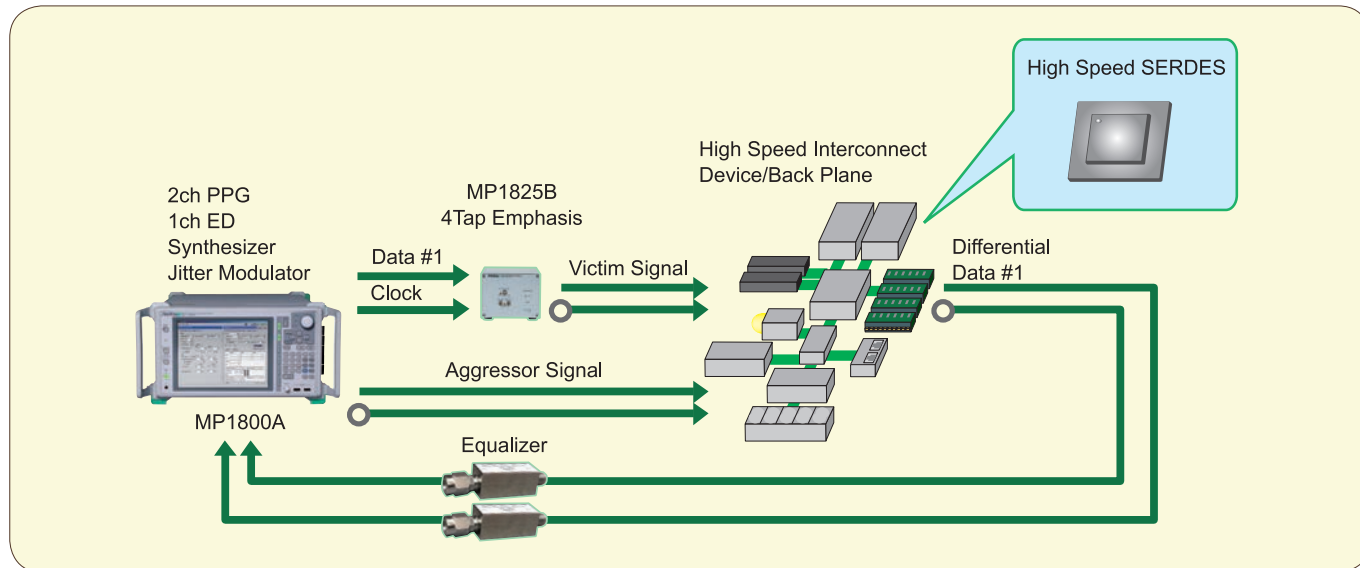 High Speed SERDES
High Speed Interconnect
Device/Back Plane
MP1825B
4Tap Emphasis
2ch PPG
1ch ED
Synthesizer
Jitter Modulator
Data #1
Clock
Victim Signal
Differential
Data #1
Aggressor Signal
MP1800A
Equalizer